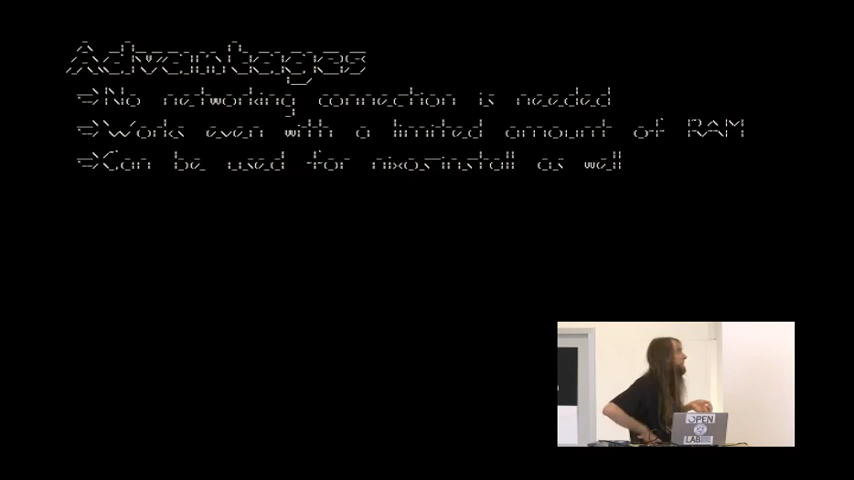 Advantages
=>No networking connection is needed
=>Works even with a limited amount of RAM
=>Can be used for nixos-install as well
OPEN
LAB